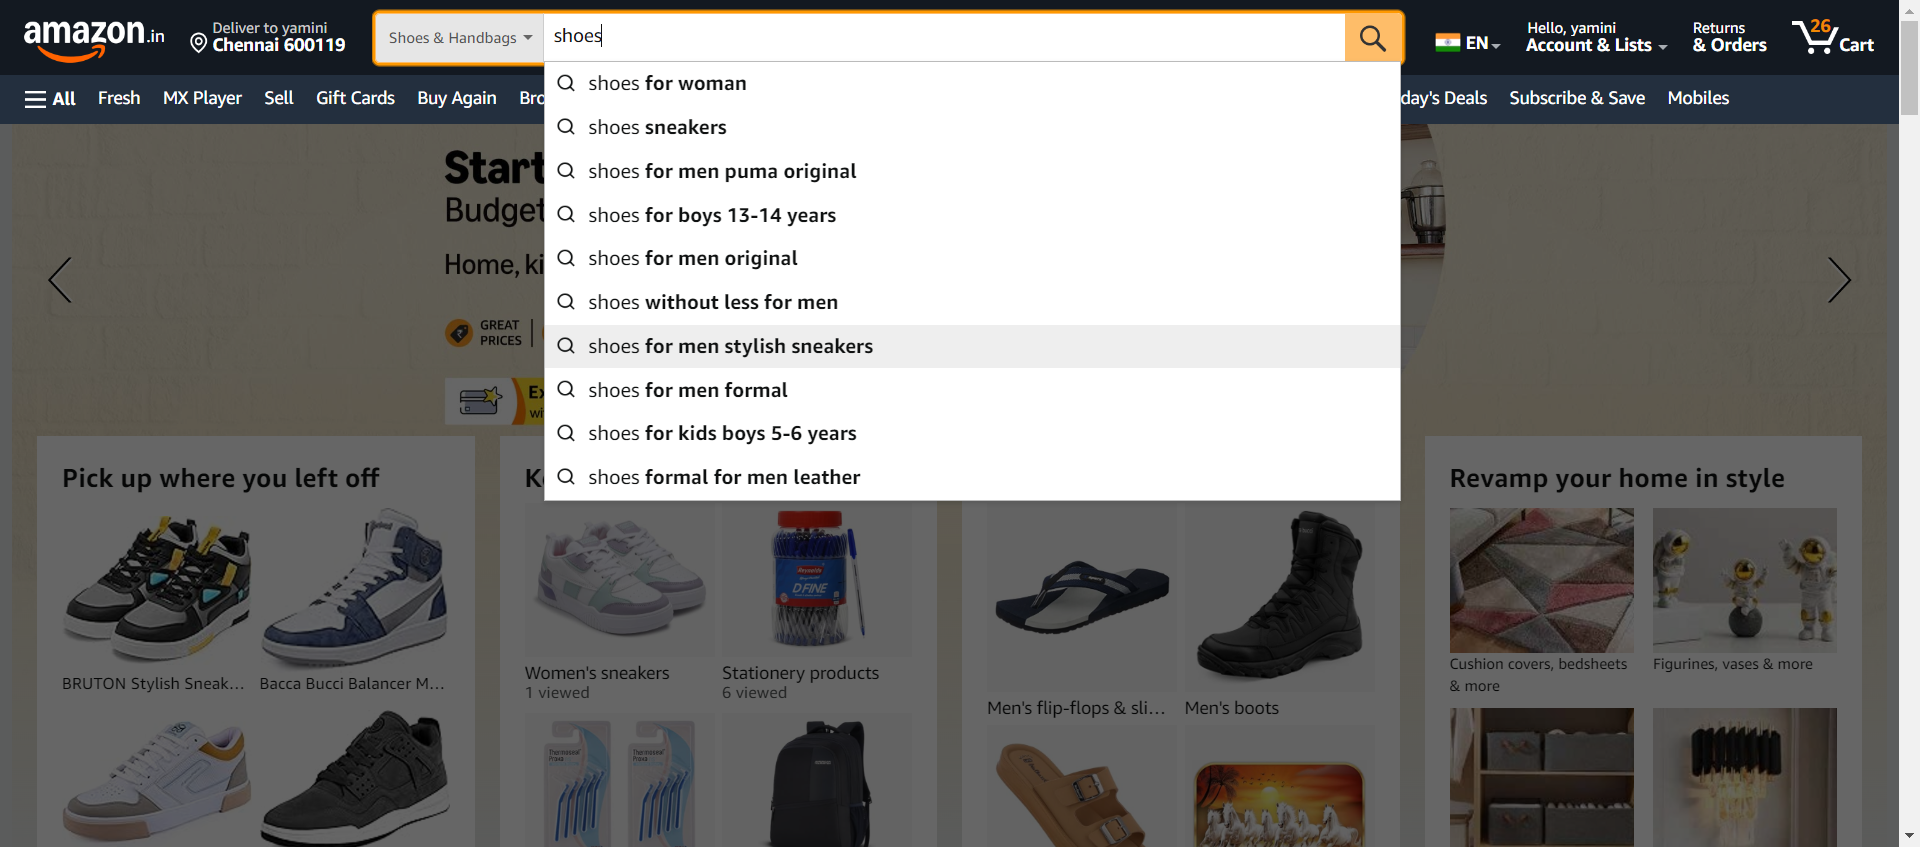 amazon.in
Deliver to yamini
Chennai 600119
Shoes & Handbags
shoes
EN
Hello, yamini
Account & Lists
Returns
& Orders
26
Cart
All
Fresh
MX Player
Sell
Gift Cards
Buy Again
Bro
day's Deals
Subscribe & Save
Mobiles
shoes for woman
shoes sneakers
shoes for men puma original
shoes for boys 13-14 years
shoes for men original
shoes without less for men
shoes for men stylish sneakers
shoes for men formal
shoes for kids boys 5-6 years
shoes formal for men leather
Start
Budget
Home, ki
GREAT
PRICES
Ex
wi
Pick up where you left off
BRUTON Stylish Sneak...
Bacca Bucci Balancer M...
Reynolds
D FINE
Women's sneakers
1 viewed
Stationery products
6 viewed
Thermoseal
Proxa
Thermoseal
Proxa
Men's flip-flops & sli...
Men's boots
Revamp your home in style
Cushion covers, bedsheets
& more
Figurines, vases & more